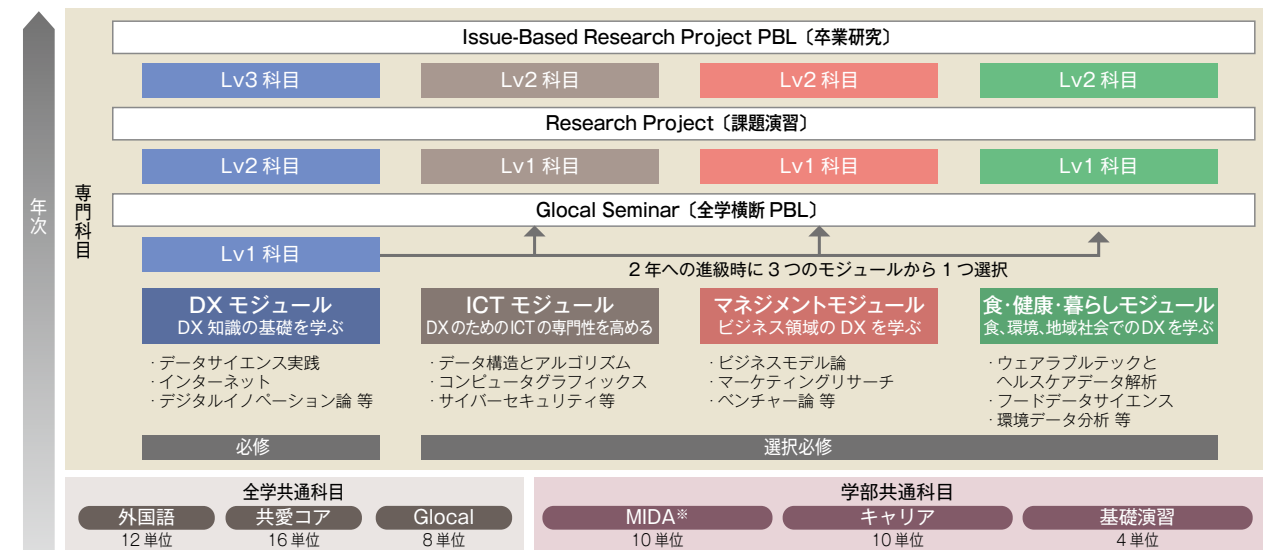 年次
専門科目
Issue-Based Research Project PBL〔卒業研究〕
Lv3 科目
Lv2 科目
Lv2 科目
Lv2 科目
Research Project〔課題演習〕
Lv2 科目
Lv1 科目
Lv1 科目
Lv1 科目
Glocal Seminar〔全学横断 PBL〕
Lv1 科目
2 年への進級時に 3 つのモジュールから 1 つ選択
DX モジュール
DX 知識の基礎を学ぶ
· データサイエンス実践
· インターネット
· デジタルイノベーション論 等
ICT モジュール
DXのためのICTの専門性を高める
· データ構造とアルゴリズム
· コンピュータグラフィックス
· サイバーセキュリティ等
マネジメントモジュール
ビジネス領域の DX を学ぶ
· ビジネスモデル論
· マーケティングリサーチ
· ベンチャー論 等
食・健康・暮らしモジュール
食、環境、地域社会でのDXを学ぶ
· ウェアラブルテックと
ヘルスケアデータ解析
· フードデータサイエンス
· 環境データ分析 等
必修
選択必修
全学共通科目
外国語
12 単位
共愛コア
16 単位
Glocal
8 単位
学部共通科目
MIDA※
10 単位
キャリア
10 単位
基礎演習
4 単位